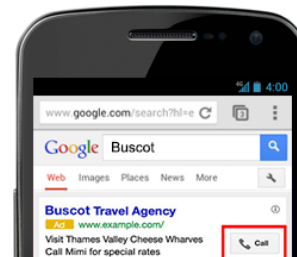 4:00
www.google.com/search?hl=e
3
Google Buscot
Web Images Places News More
Buscot Travel Agency
Ad www.example.com/
Visit Thames Valley Cheese Wharves
Call Mimi for special rates
Call